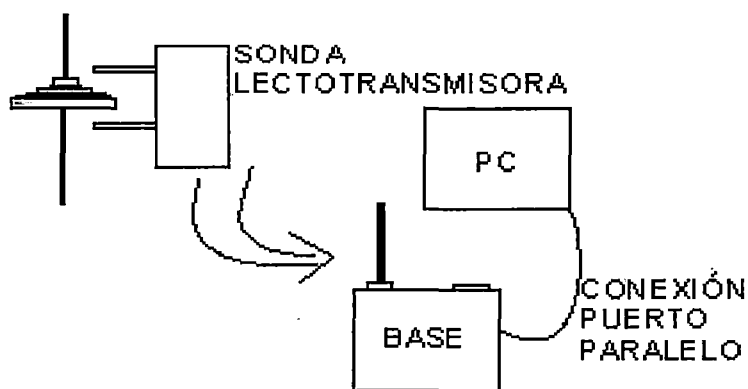 SONDA
LECTOTRANSMISORA
PC
BASE
CONEXIÓN
PUERTO
PARALELO